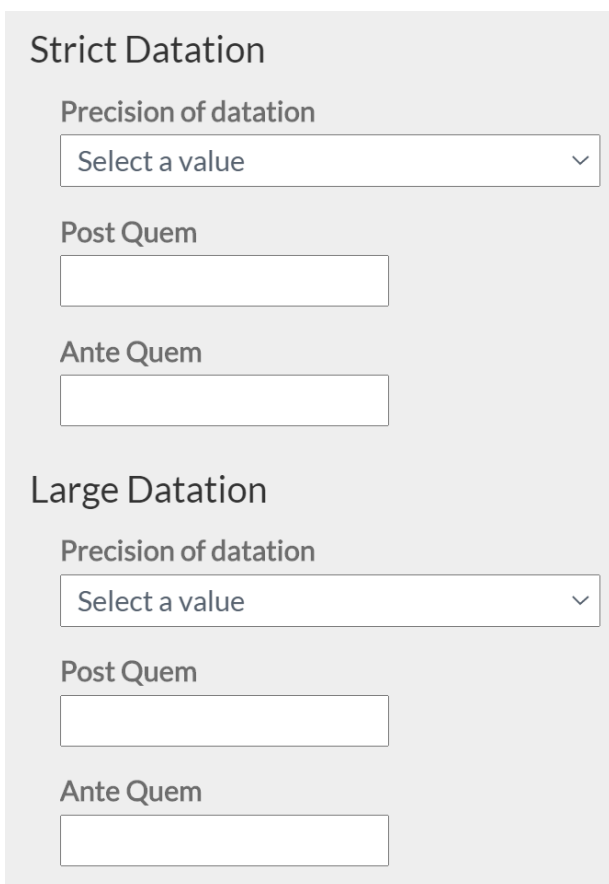 Strict Datation
Precision of datation
Select a value
Post Quem
Ante Quem
Large Datation
Precision of datation
Select a value
Post Quem
Ante Quem